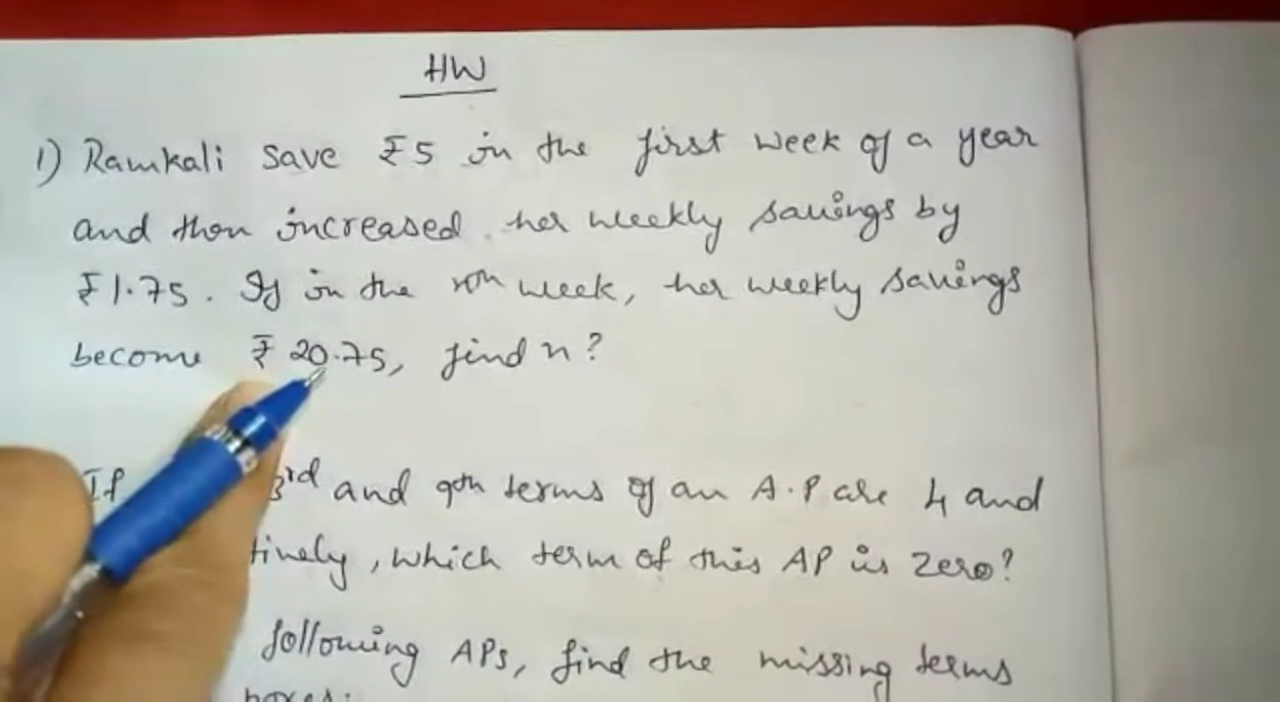 HW
1) Ramkali save ₹5 in the first week of a year
and then increased her weekly savings by
₹1.75. If in the nth week, her weekly savings
become ₹20.75, find n?
If 3rd and 9th terms of an A.P are 4 and
tively, which term of this AP is zero?
following APs, find the missing terms
boxes: